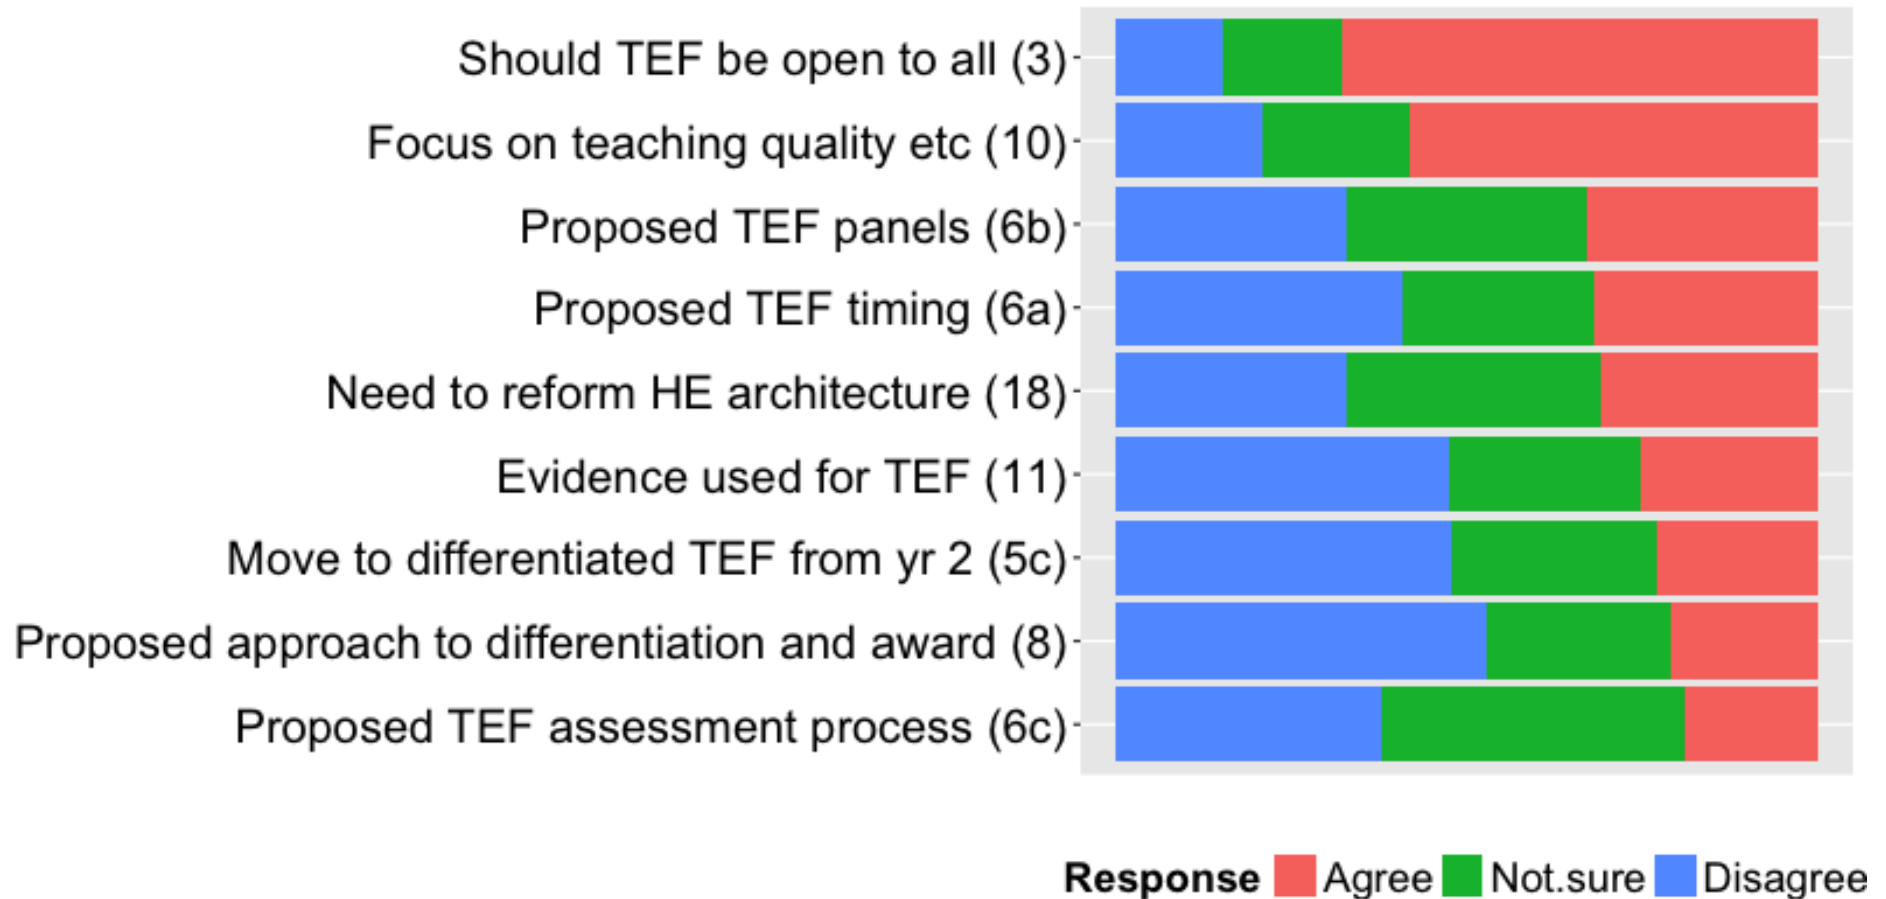 Should TEF be open to all (3)
Focus on teaching quality etc (10)
Proposed TEF panels (6b)
Proposed TEF timing (6a)
Need to reform HE architecture (18)
Evidence used for TEF (11)
Move to differentiated TEF from yr 2 (5c)
Proposed approach to differentiation and award (8)
Proposed TEF assessment process (6c)
Response Agree Not.sure Disagree